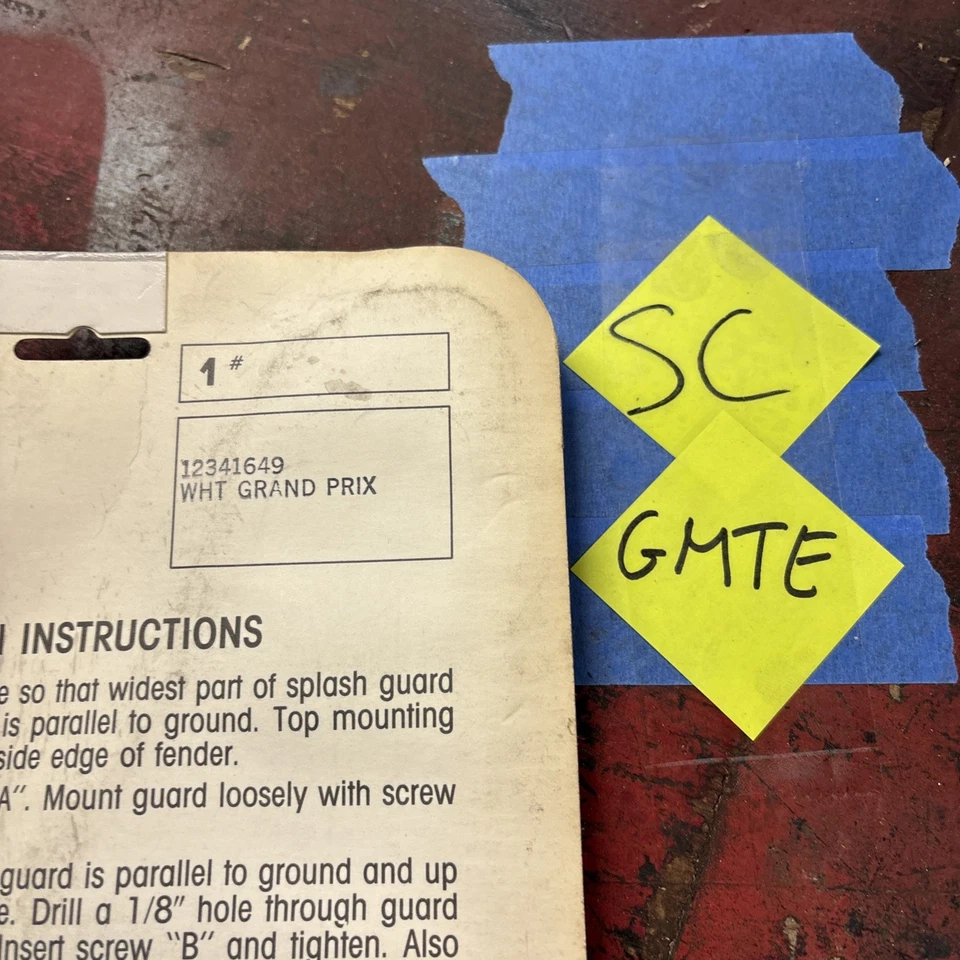 1 #
12341649
WHT GRAND PRIX
INSTRUCTIONS
so that widest part of splash guard
is parallel to ground. Top mounting
side edge of fender.
A". Mount guard loosely with screw
guard is parallel to ground and up
e. Drill a 1/8" hole through guard
Insert screw "B" and tighten. Also
SC
GMTE